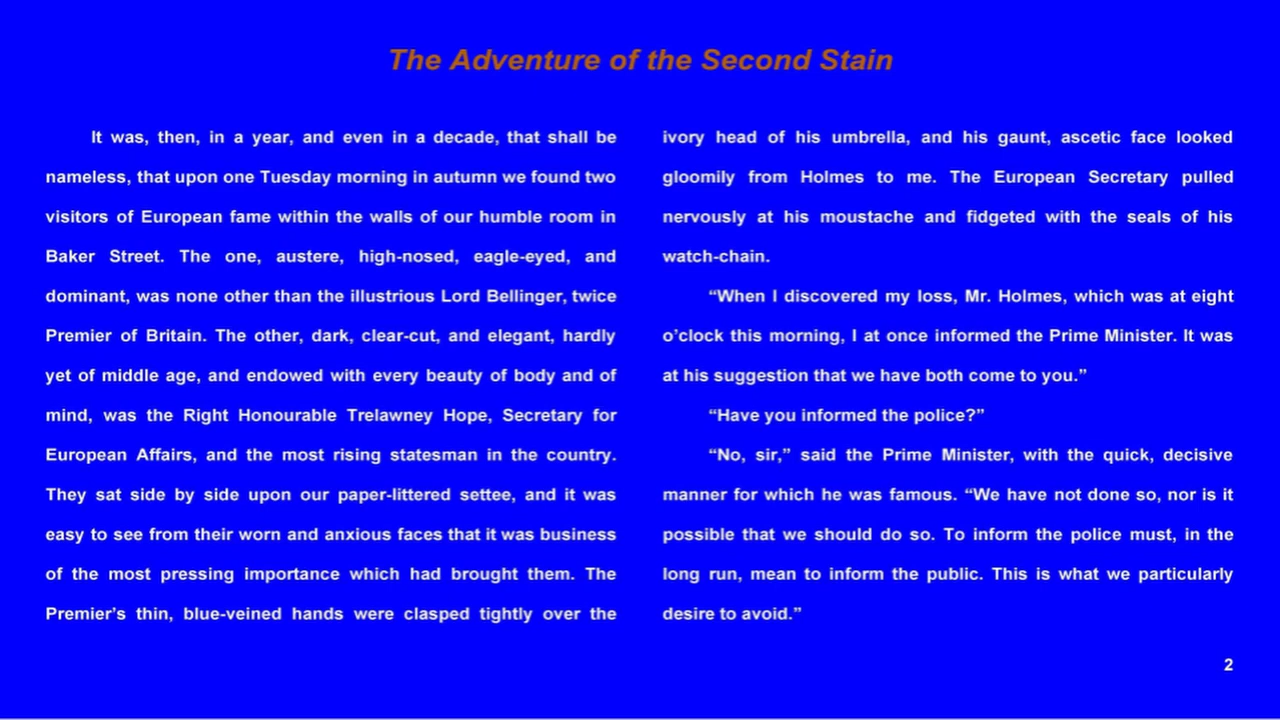 The Adventure of the Second Stain
It was, then, in a year, and even in a decade, that shall be
nameless, that upon one Tuesday morning in autumn we found two
visitors of European fame within the walls of our humble room in
Baker Street. The one, austere, high-nosed, eagle-eyed, and
dominant, was none other than the illustrious Lord Bellinger, twice
Premier of Britain. The other, dark, clear-cut, and elegant, hardly
yet of middle age, and endowed with every beauty of body and of
mind, was the Right Honourable Trelawney Hope, Secretary for
European Affairs, and the most rising statesman in the country.
They sat side by side upon our paper-littered settee, and it was
easy to see from their worn and anxious faces that it was business
of the most pressing importance which had brought them. The
Premier’s thin, blue-veined hands were clasped tightly over the
ivory head of his umbrella, and his gaunt, ascetic face looked
gloomily from Holmes to me. The European Secretary pulled
nervously at his moustache and fidgeted with the seals of his
watch-chain.
“When I discovered my loss, Mr. Holmes, which was at eight
o’clock this morning, I at once informed the Prime Minister. It was
at his suggestion that we have both come to you.”
“Have you informed the police?”
“No, sir,” said the Prime Minister, with the quick, decisive
manner for which he was famous. “We have not done so, nor is it
possible that we should do so. To inform the police must, in the
long run, mean to inform the public. This is what we particularly
desire to avoid.”
2